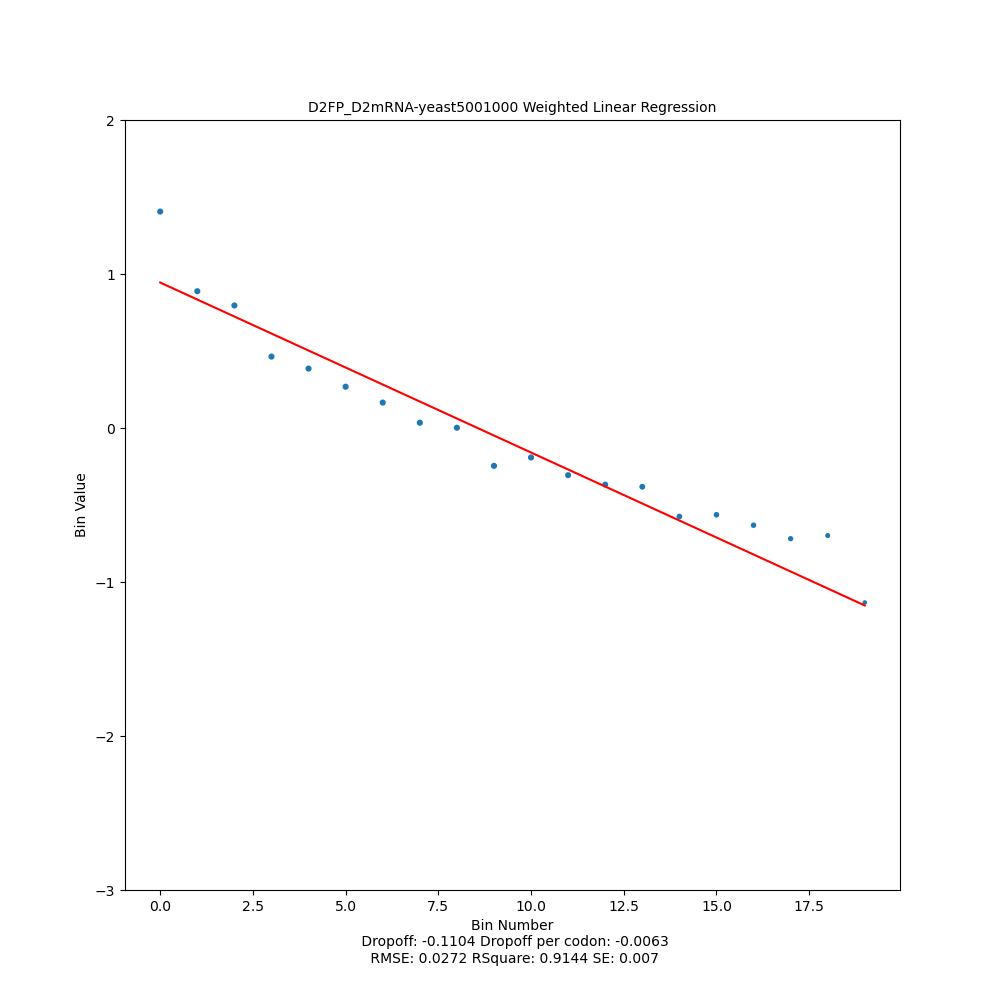 D2FP_D2mRNA-yeast5001000 Weighted Linear Regression
2
1
0
−1
−2
−3
Bin Value
0.0 2.5 5.0 7.5 10.0 12.5 15.0 17.5
Bin Number
Dropoff: -0.1104 Dropoff per codon: -0.0063
RMSE: 0.0272 RSquare: 0.9144 SE: 0.007